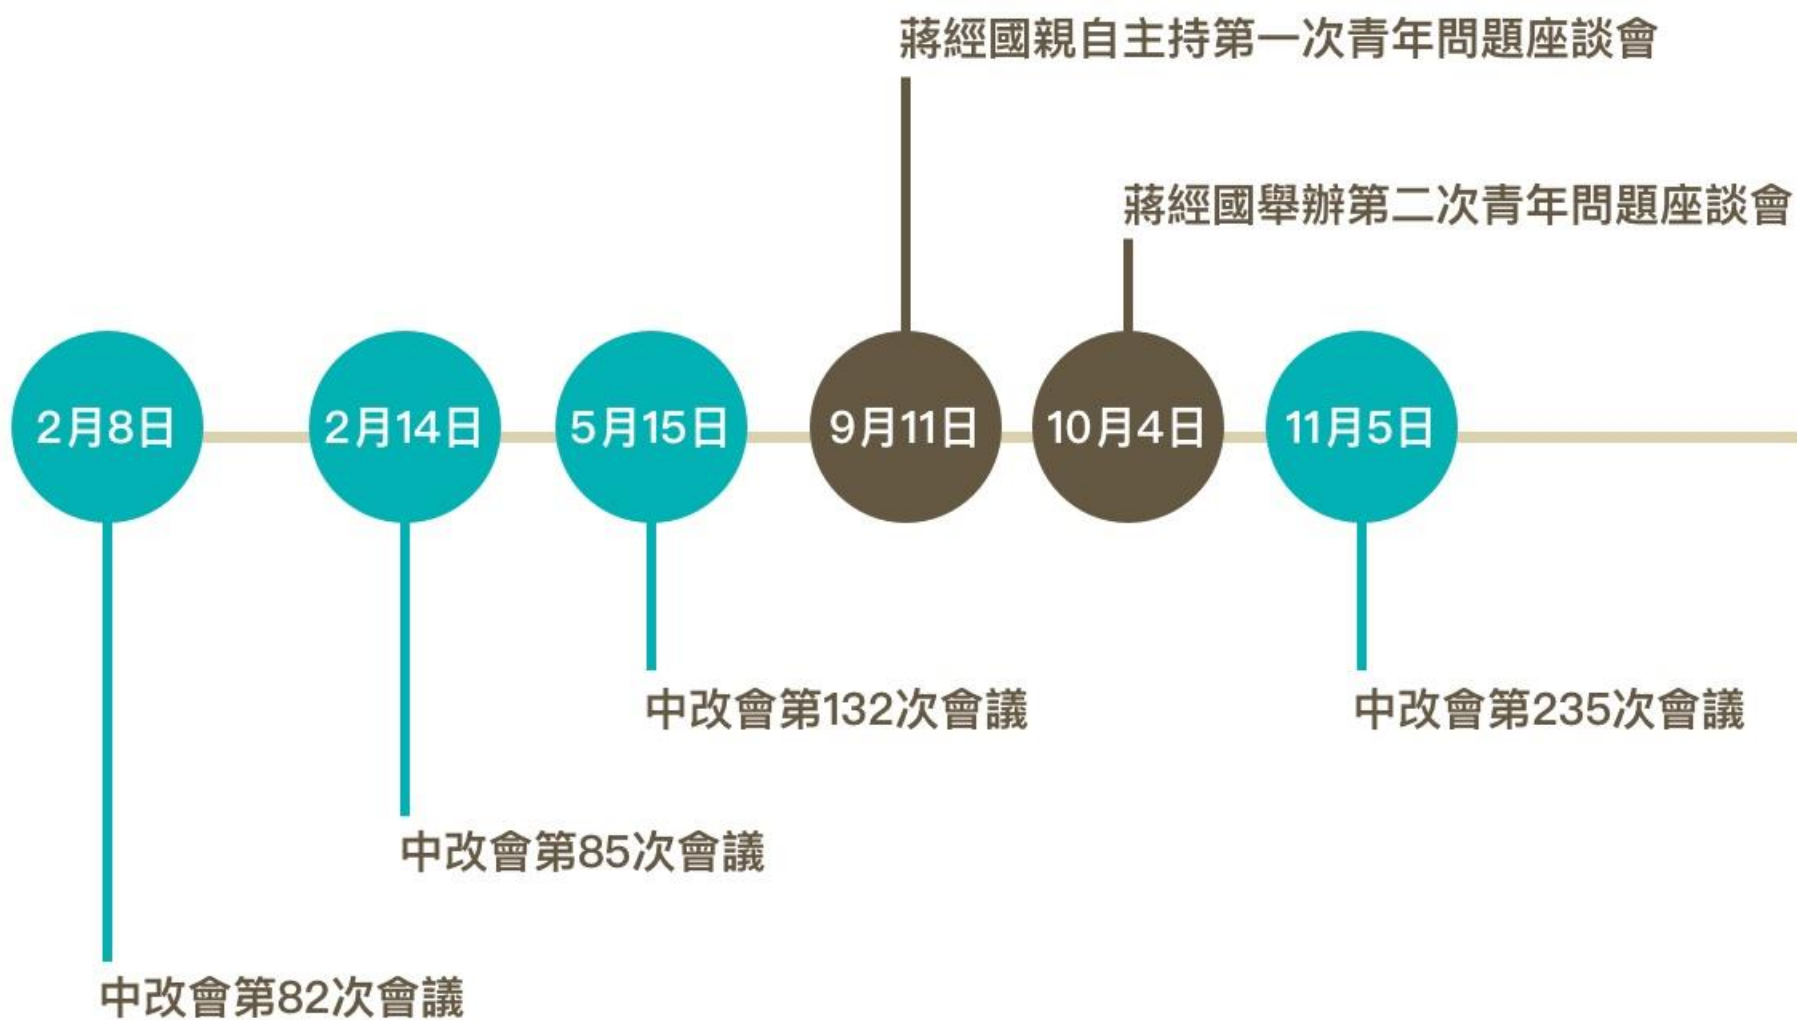 蔣經國親自主持第一次青年問題座談會
蔣經國舉辦第二次青年問題座談會
2月8日
2月14日
5月15日
9月11日
10月4日
11月5日
中改會第132次會議
中改會第235次會議
中改會第85次會議
中改會第82次會議